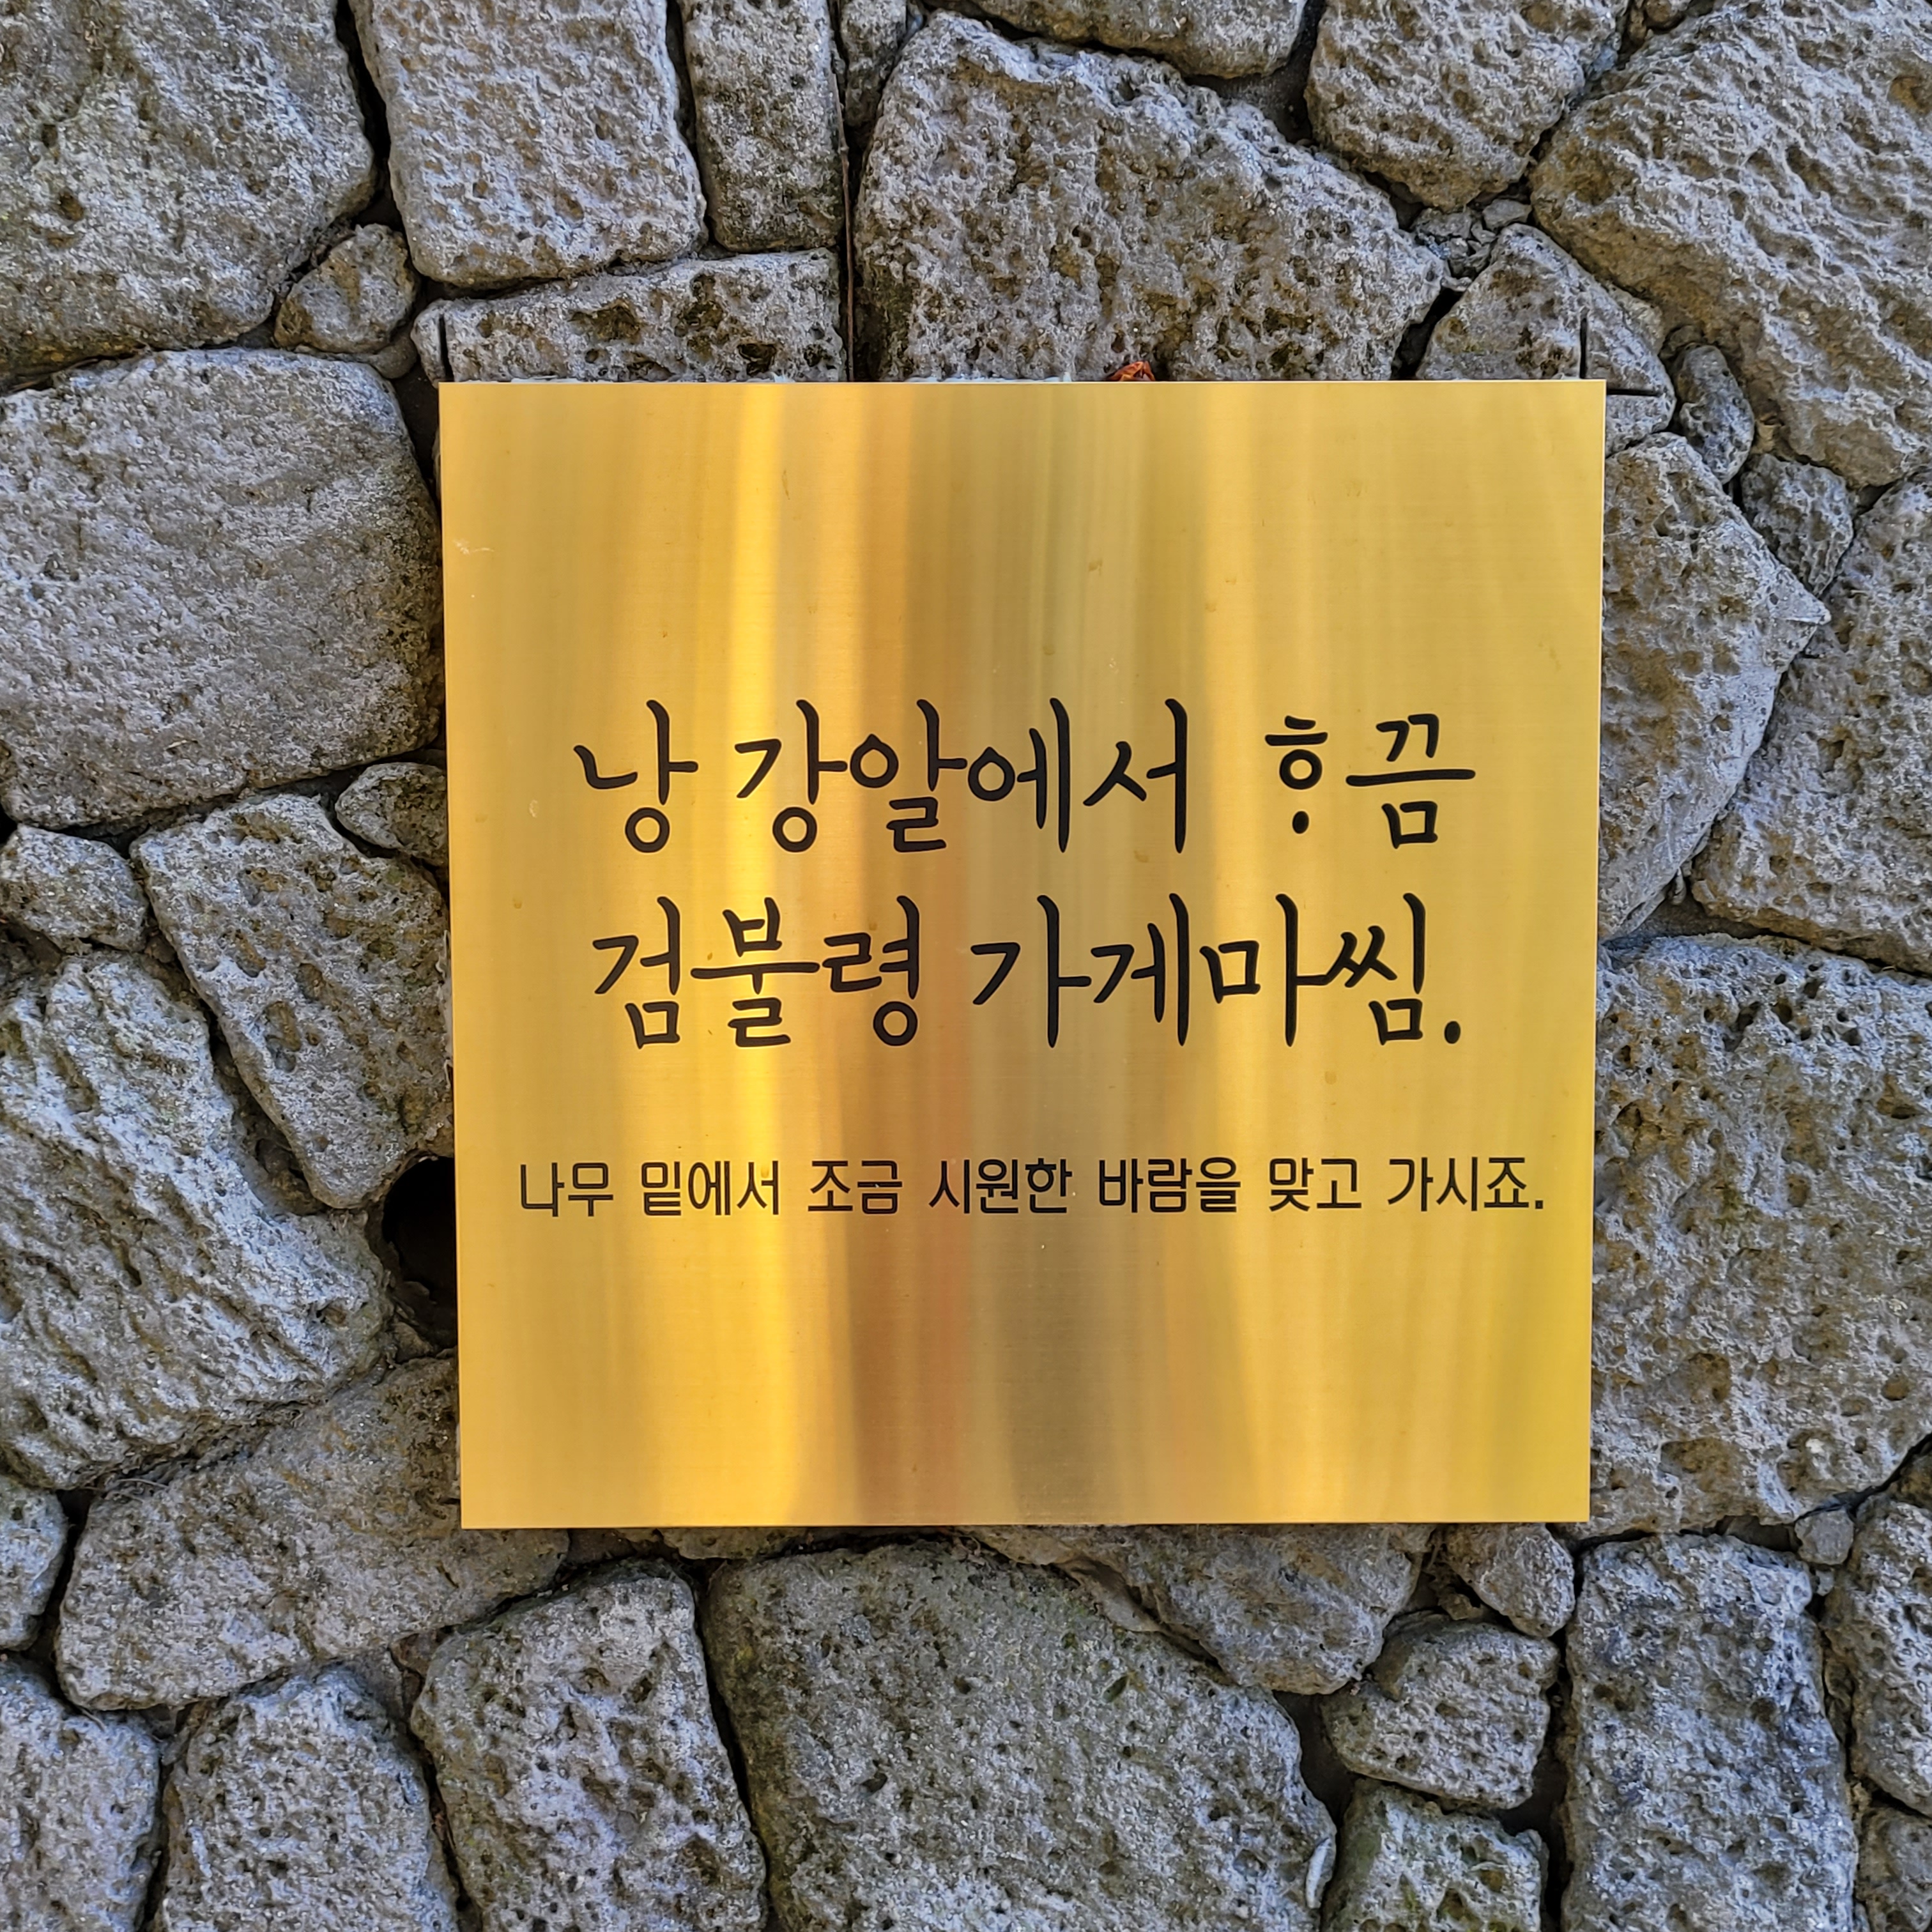 낭 강알에서 ᄒᆞ끔
검불령 가게마씸.
나무 밑에서 조금 시원한 바람을 맞고 가시죠.